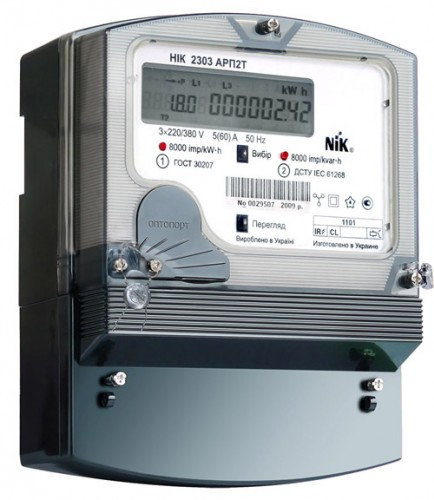 НІК 2303 АРП2Т
P L1 L3 kW h
1.8.0 000002.42
T2
3×220/380 V 5(60) A 50 Hz
8000 imp/kW·h Вибір 8000 imp/kvar·h
1 ГОСТ 30207 2 ДСТУ IEC 61268
NiK ®
№ 0029507 2009 р.
Перегляд 1101
IR CL
Вироблено в Україні Изготовлено в Украине
оптопорт